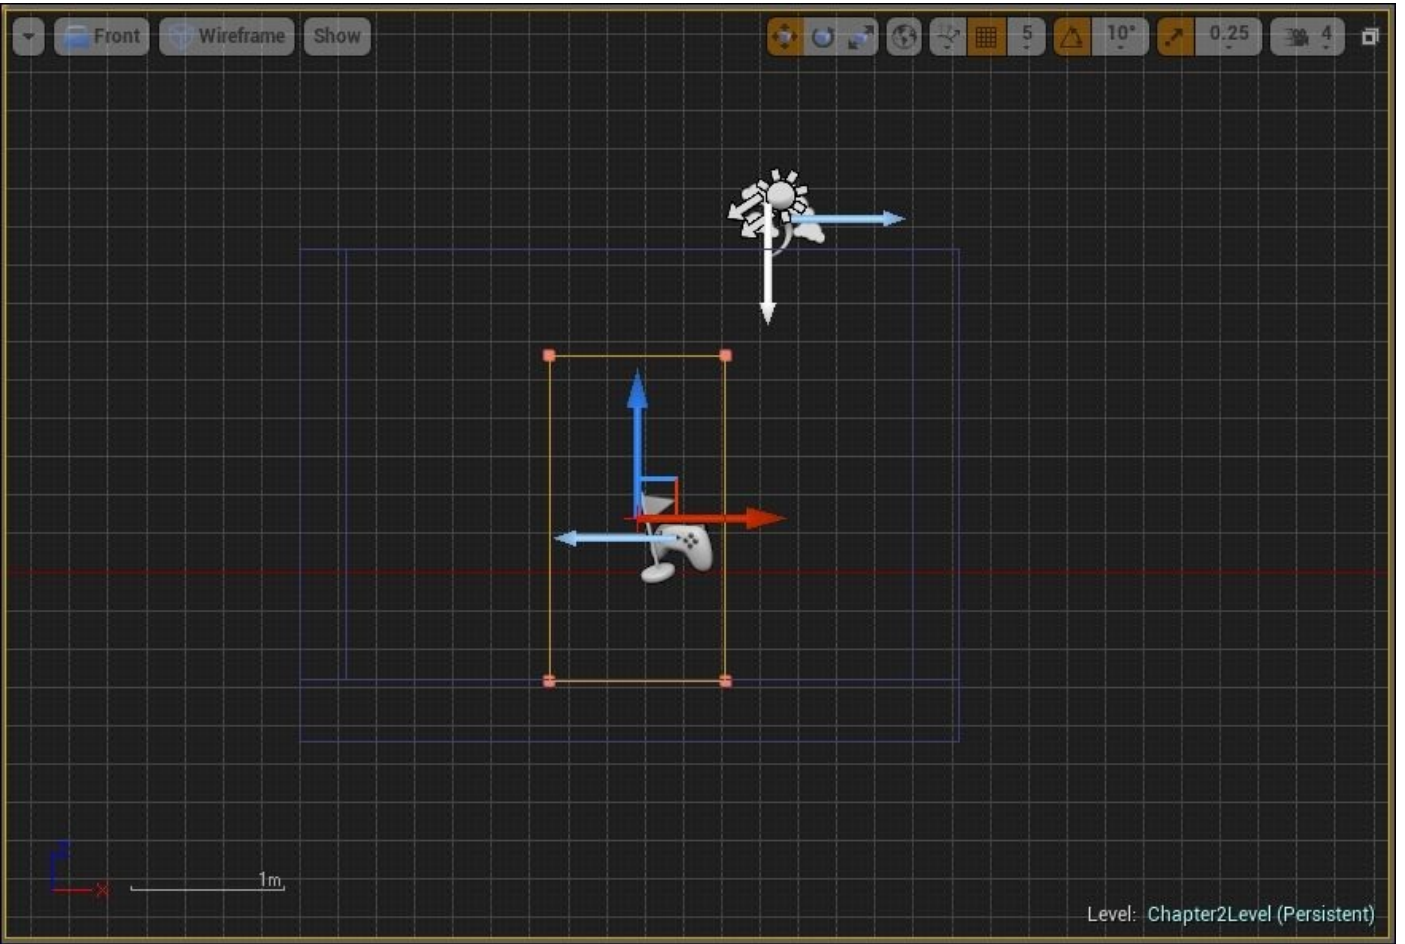 Front Wireframe Show 5 10° 0.25 4
Z
X
1m
Level: Chapter2Level (Persistent)